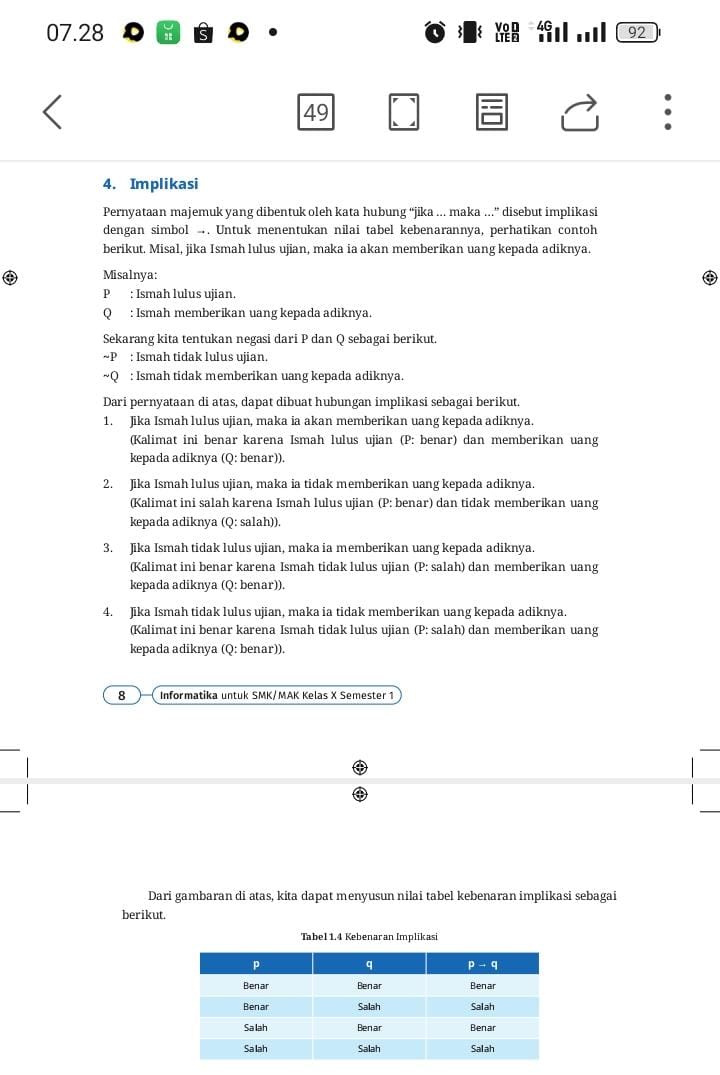 07.28
S
VoD LTE 2
4G
92
49
4. Implikasi
Pernyataan majemuk yang dibentuk oleh kata hubung “jika ... maka ...” disebut implikasi
dengan simbol →. Untuk menentukan nilai tabel kebenarannya, perhatikan contoh
berikut. Misal, jika Ismah lulus ujian, maka ia akan memberikan uang kepada adiknya.
Misalnya:
P : Ismah lulus ujian.
Q : Ismah memberikan uang kepada adiknya.
Sekarang kita tentukan negasi dari P dan Q sebagai berikut.
~P : Ismah tidak lulus ujian.
~Q : Ismah tidak memberikan uang kepada adiknya.
Dari pernyataan di atas, dapat dibuat hubungan implikasi sebagai berikut.
1. Jika Ismah lulus ujian, maka ia akan memberikan uang kepada adiknya.
(Kalimat ini benar karena Ismah lulus ujian (P: benar) dan memberikan uang
kepada adiknya (Q: benar)).
2. Jika Ismah lulus ujian, maka ia tidak memberikan uang kepada adiknya.
(Kalimat ini salah karena Ismah lulus ujian (P: benar) dan tidak memberikan uang
kepada adiknya (Q: salah)).
3. Jika Ismah tidak lulus ujian, maka ia memberikan uang kepada adiknya.
(Kalimat ini benar karena Ismah tidak lulus ujian (P: salah) dan memberikan uang
kepada adiknya (Q: benar)).
4. Jika Ismah tidak lulus ujian, maka ia tidak memberikan uang kepada adiknya.
(Kalimat ini benar karena Ismah tidak lulus ujian (P: salah) dan memberikan uang
kepada adiknya (Q: benar)).
8 Informatika untuk SMK/MAK Kelas X Semester 1
Dari gambaran di atas, kita dapat menyusun nilai tabel kebenaran implikasi sebagai
berikut.
Tabel 1.4 Kebenaran Implikasi
p q p → q
Benar Benar Benar
Benar Salah Salah
Salah Benar Benar
Salah Salah Salah